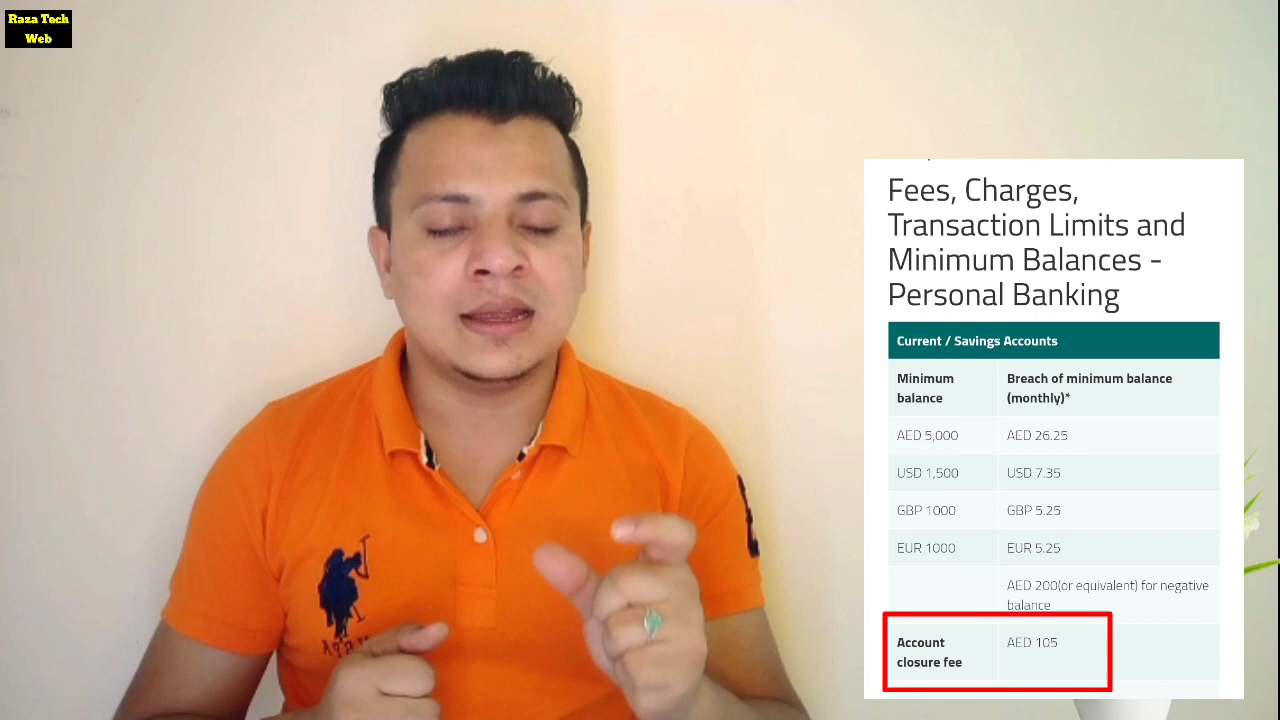 Raza Tech
Web
Fees, Charges,
Transaction Limits and
Minimum Balances -
Personal Banking
Current / Savings Accounts
Minimum
balance
Breach of minimum balance
(monthly)*
AED 5,000
AED 26.25
USD 1,500
USD 7.35
GBP 1000
GBP 5.25
EUR 1000
EUR 5.25
AED 200(or equivalent) for negative
balance
Account
closure fee
AED 105